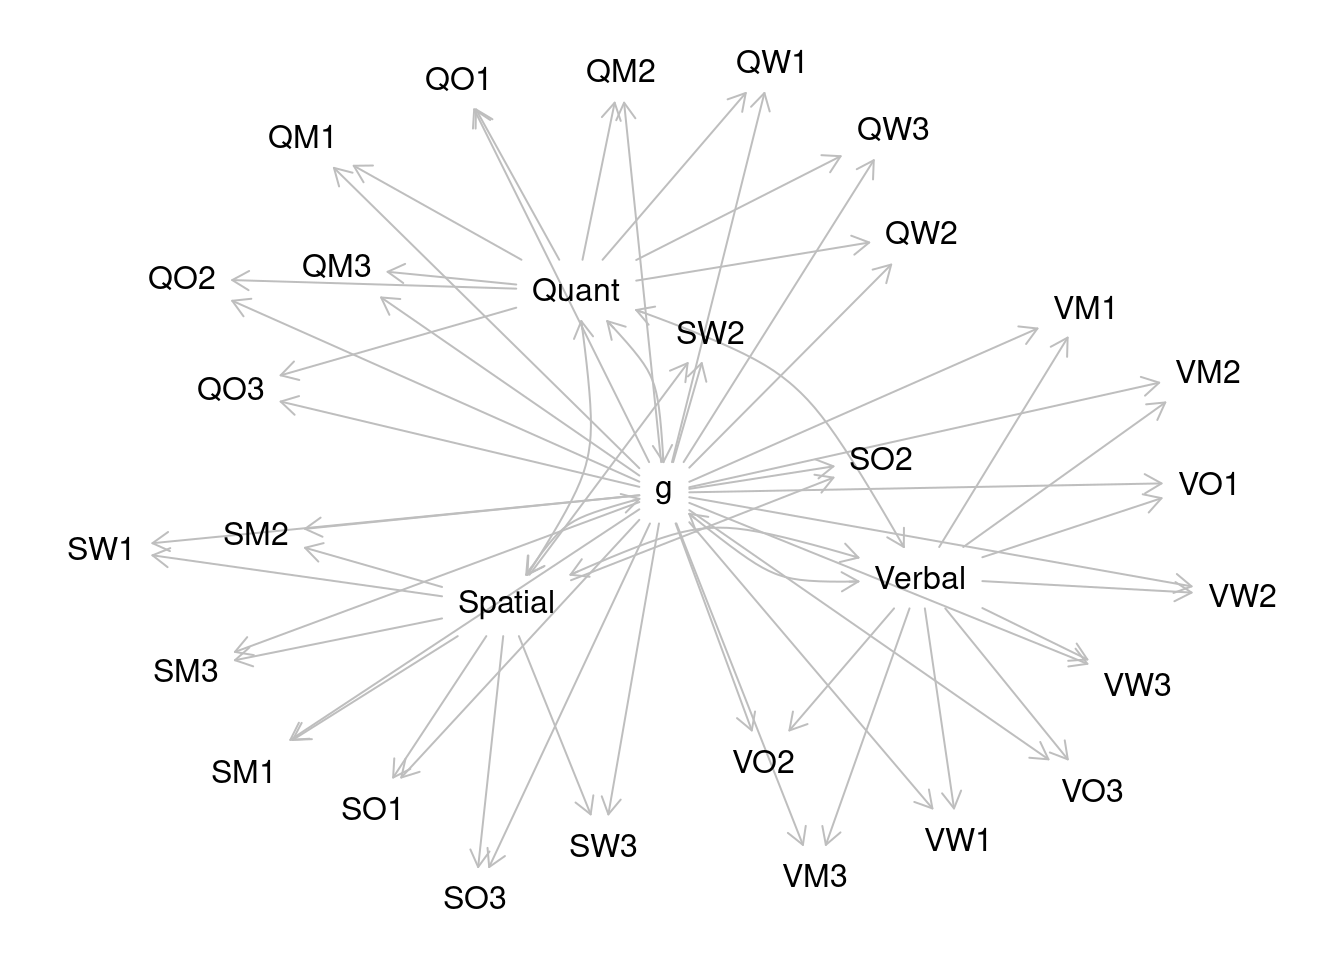 QW1
QM2
QO1
QW3
QM1
QW2
QM3
QO2
Quant
VM1
SW2
VM2
QO3
SO2
VO1
g
SM2
SW1
Verbal
VW2
Spatial
SM3
VW3
VO2
SM1
VO3
SO1
VW1
SW3
VM3
SO3